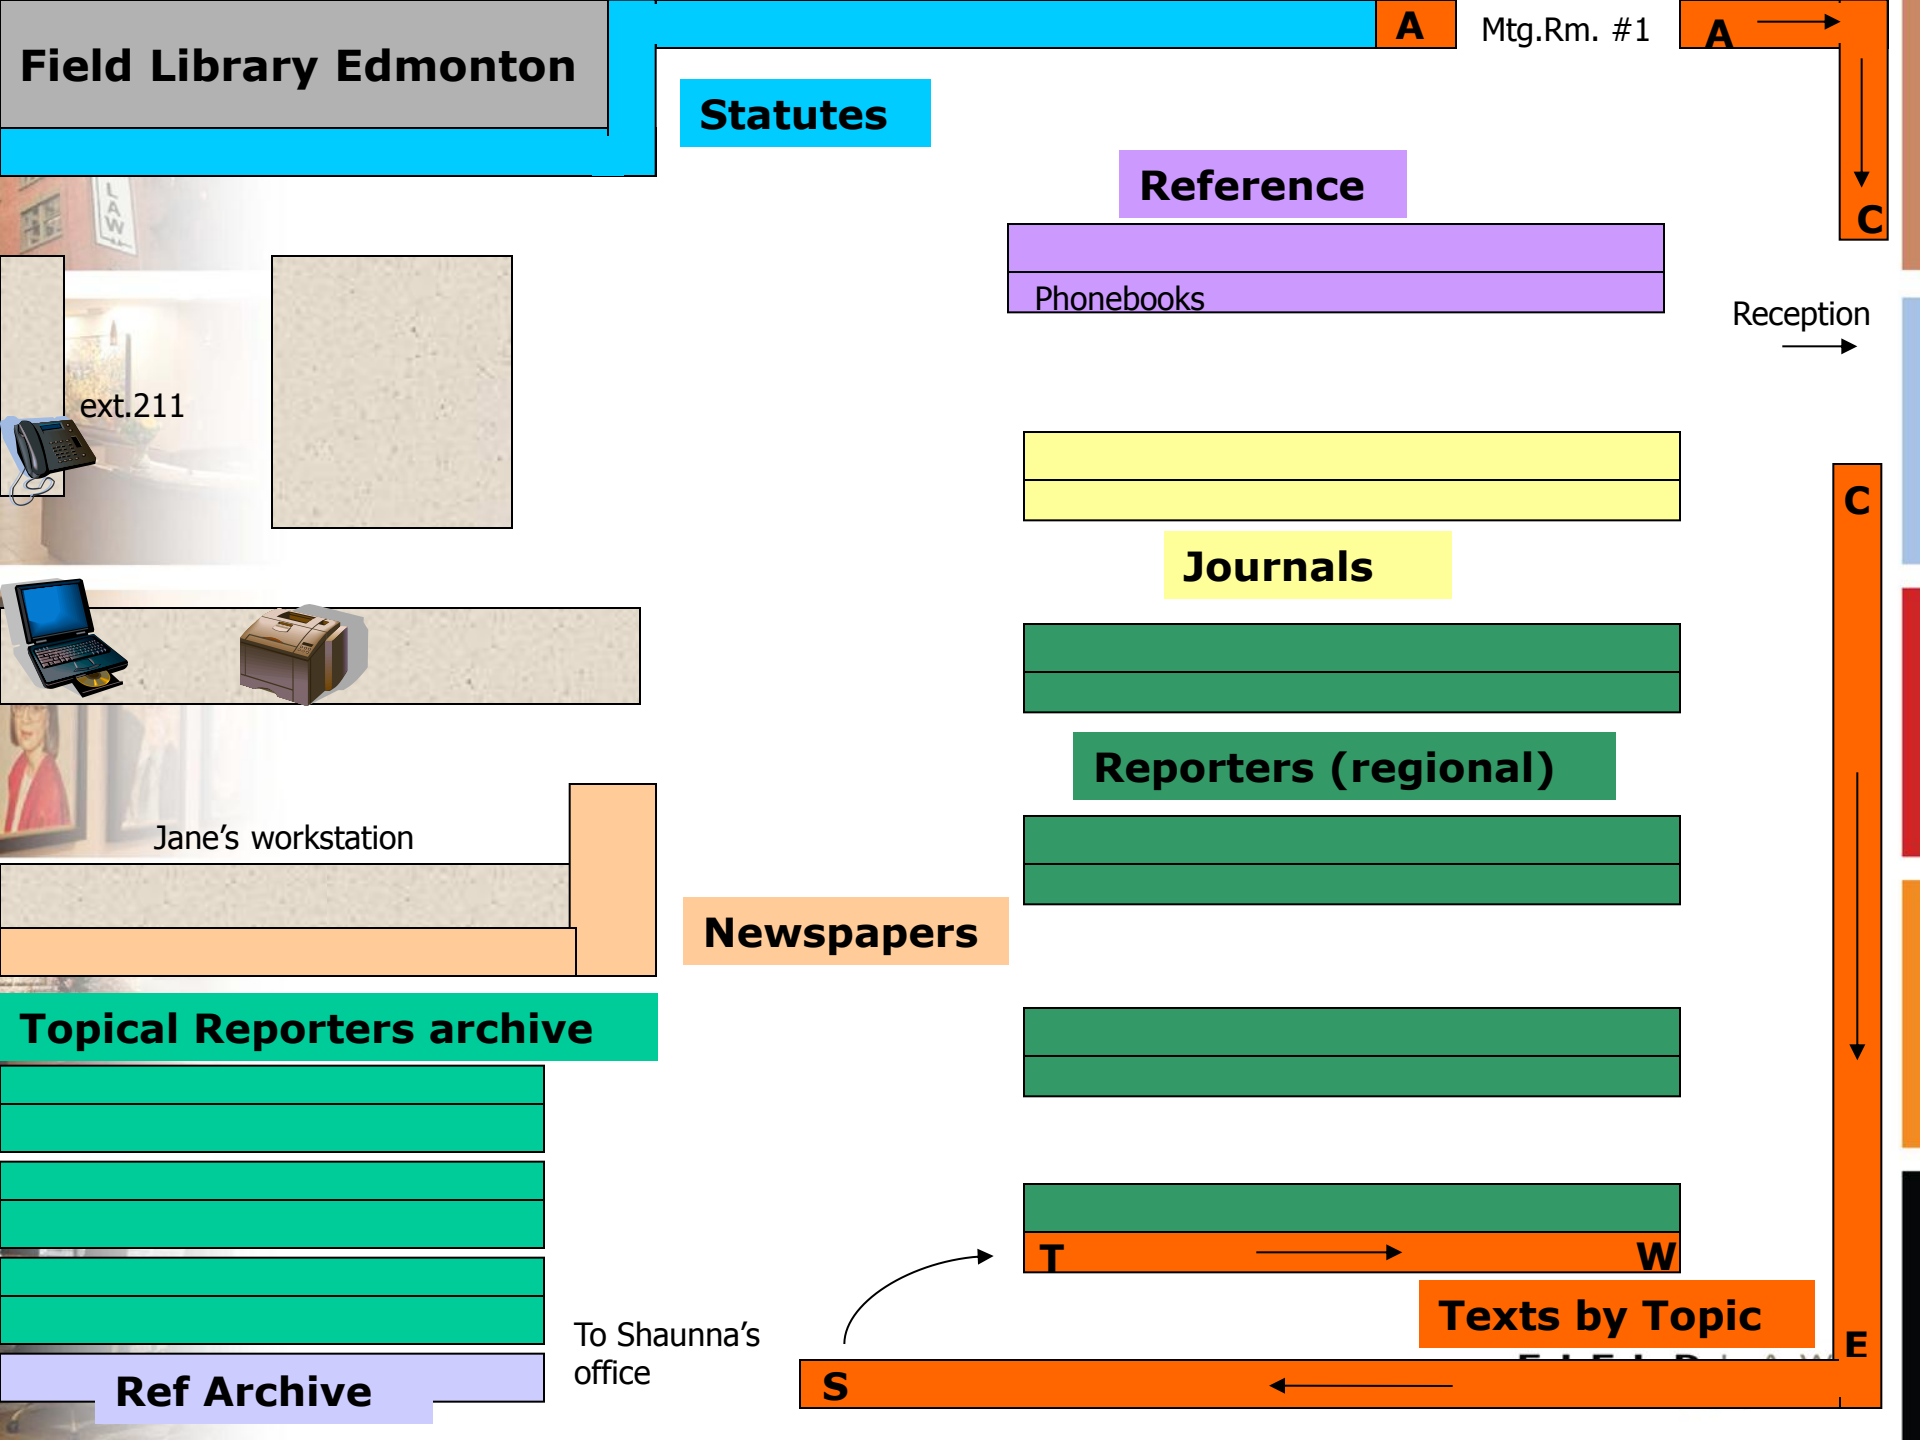 Field Library Edmonton
A
Mtg.Rm. #1
A
Statutes
LAW
Reference
C
Phonebooks
Reception
ext.211
C
Journals
Reporters (regional)
Jane’s workstation
Newspapers
Topical Reporters archive
T
W
Texts by Topic
To Shaunna’s
office
E
Ref Archive
S